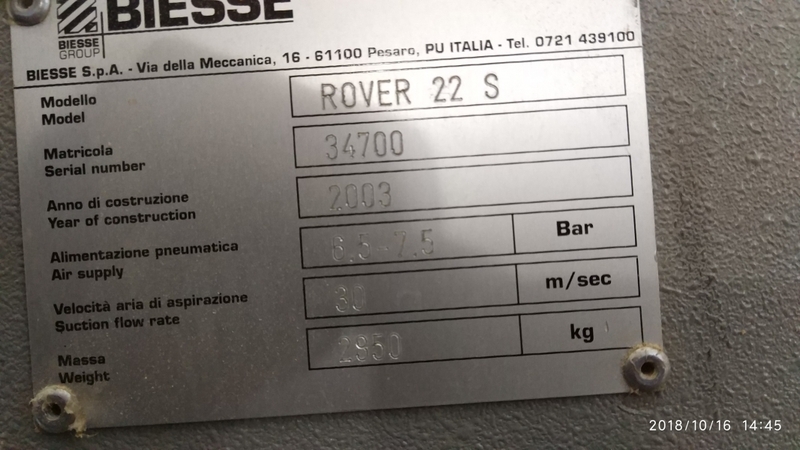 BIESSE
BIESSE
GROUP
BIESSE S.p.A. - Via della Meccanica, 16 - 61100 Pesaro, PU ITALIA - Tel. 0721 439100
Modello
Model
ROVER 22 S
Matricola
Serial number
34700
Anno di costruzione
Year of construction
2003
Alimentazione pneumatica
Air supply
6.5-7.5 Bar
Velocità aria di aspirazione
Suction flow rate
30 m/sec
Massa
Weight
2950 kg
2018/10/16 14:45